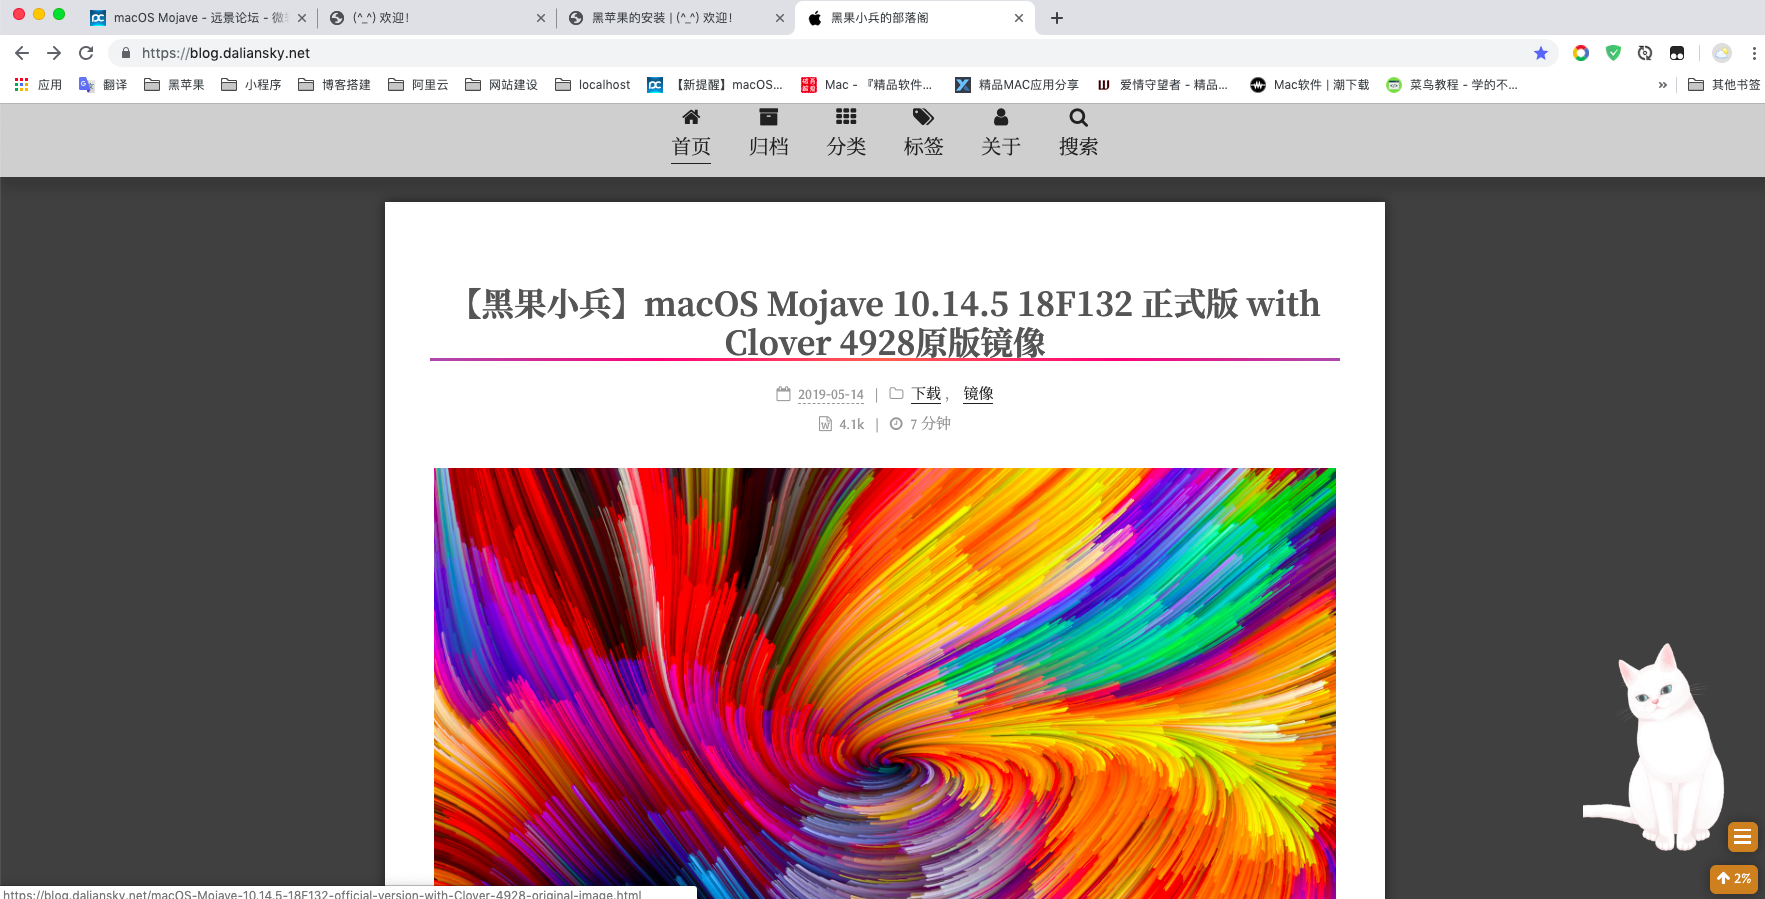 macOS Mojave - 远景论坛 - 微软
(^_^) 欢迎!
黑苹果的安装 | (^_^) 欢迎!
黑果小兵的部落阁
https://blog.daliansky.net
应用
翻译
黑苹果
小程序
博客搭建
阿里云
网站建设
localhost
【新提醒】macOS...
Mac - 『精品软件...
精品MAC应用分享
爱情守望者 - 精品...
Mac软件 | 潮下载
菜鸟教程 - 学的不...
»
其他书签
首页
归档
分类
标签
关于
搜索
【黑果小兵】macOS Mojave 10.14.5 18F132 正式版 with
Clover 4928原版镜像
2019-05-14 | 下载 , 镜像
4.1k | 7 分钟
2%
https://blog.daliansky.net/macOS-Mojave-10.14.5-18F132-official-version-with-Clover-4928-original-image.html